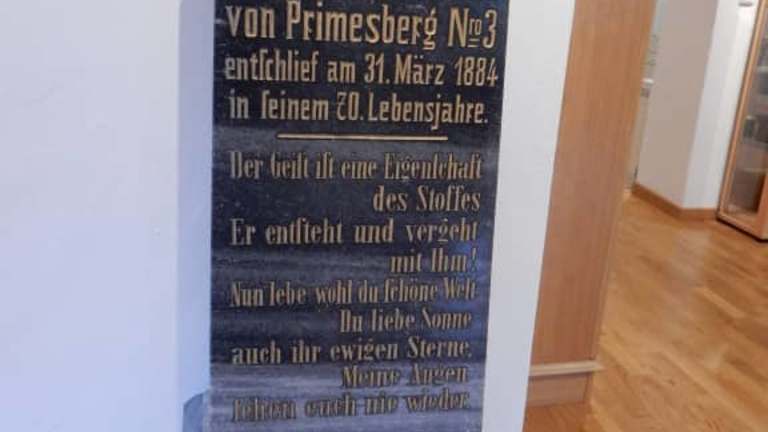 von Primesberg Nro 3
entſchlief am 31. März 1884
in ſeinem 70. Lebensjahre.
Der Geiſt iſt eine Eigenſchaft
des Stoffes
Er entſteht und vergeht
mit Ihm!
Nun lebe wohl du ſchöne Welt
Du liebe Sonne
auch ihr ewigen Sterne,
Meine Augen
ſehen euch nie wieder.